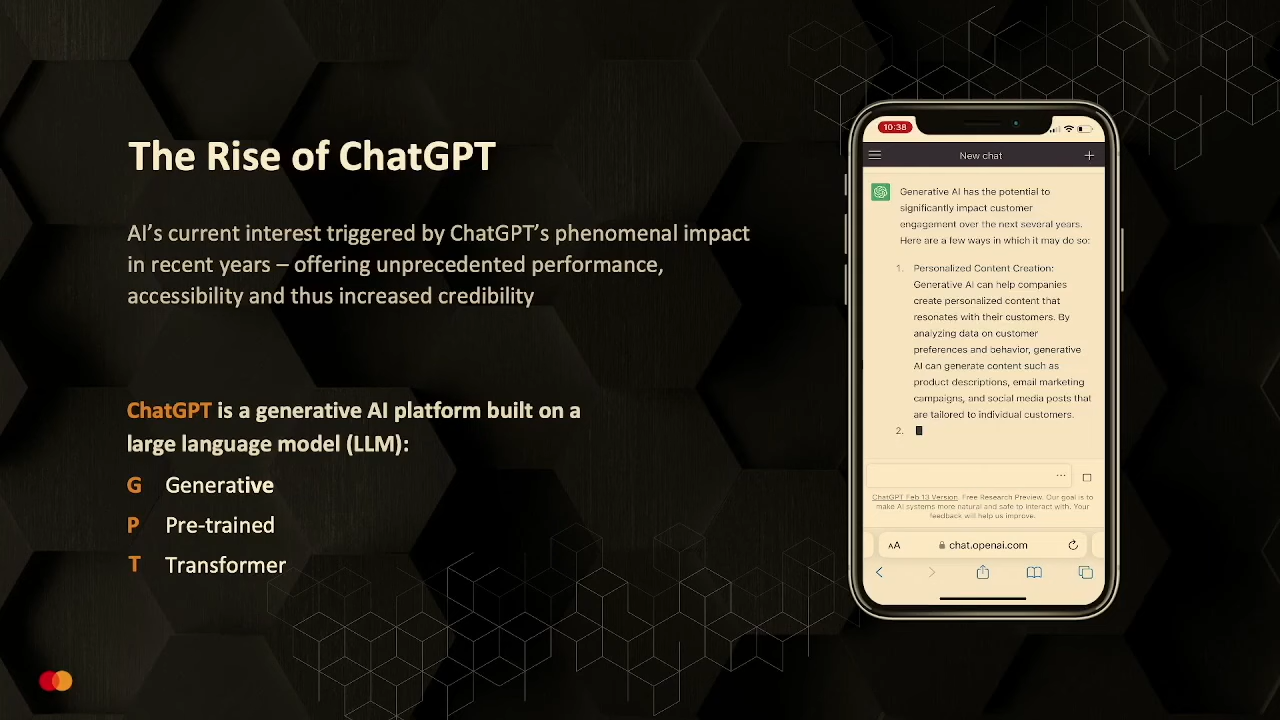 The Rise of ChatGPT
AI's current interest triggered by ChatGPT's phenomenal impact
in recent years – offering unprecedented performance,
accessibility and thus increased credibility
ChatGPT is a generative AI platform built on a
large language model (LLM):
G Generative
P Pre-trained
T Transformer
10:38
New chat
Generative AI has the potential to
significantly impact customer
engagement over the next several years.
Here are a few ways in which it may do so:
1. Personalized Content Creation:
Generative AI can help companies
create personalized content that
resonates with their customers. By
analyzing data on customer
preferences and behavior, generative
AI can generate content such as
product descriptions, email marketing
campaigns, and social media posts that
are tailored to individual customers.
2.
ChatGPT Feb 13 Version. Free Research Preview. Our goal is to
make AI systems more natural and safe to interact with. Your
feedback will help us improve.
AA chat.openai.com